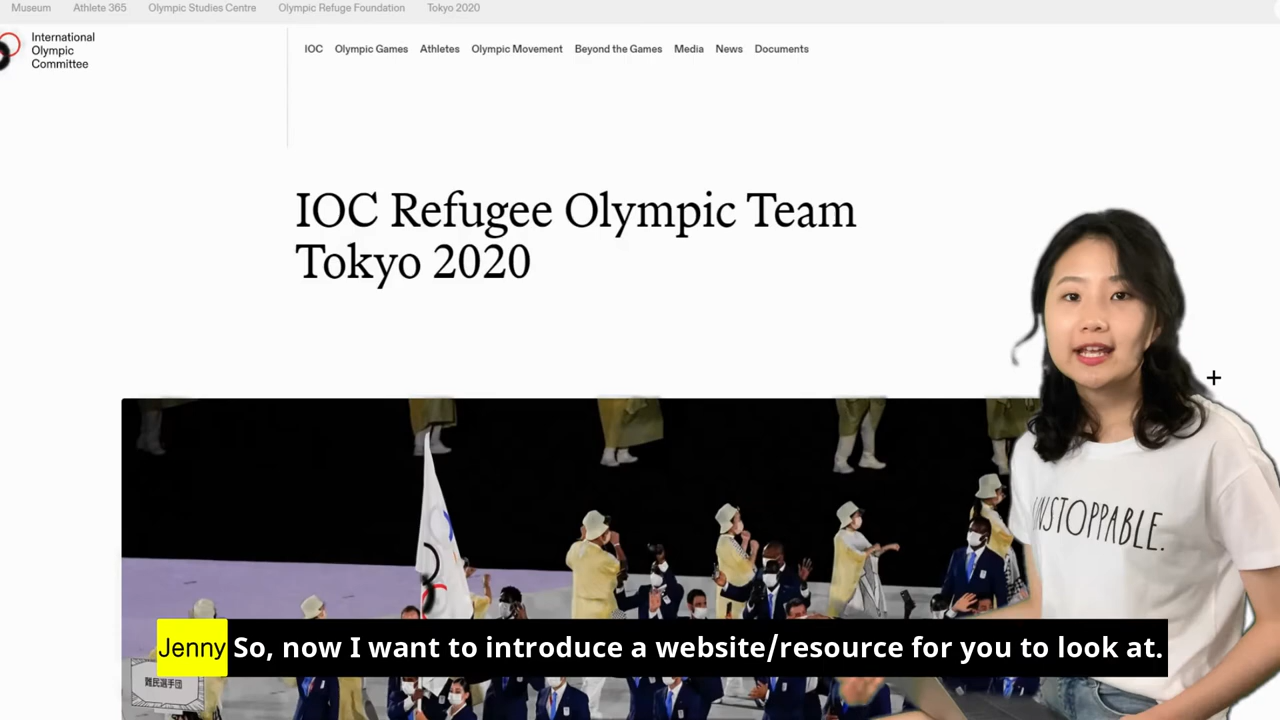 Museum Athlete 365 Olympic Studies Centre Olympic Refuge Foundation Tokyo 2020
International
Olympic
Committee
IOC Olympic Games Athletes Olympic Movement Beyond the Games Media News Documents
IOC Refugee Olympic Team
Tokyo 2020
UNSTOPPABLE.
Jenny So, now I want to introduce a website/resource for you to look at.
難民選手団